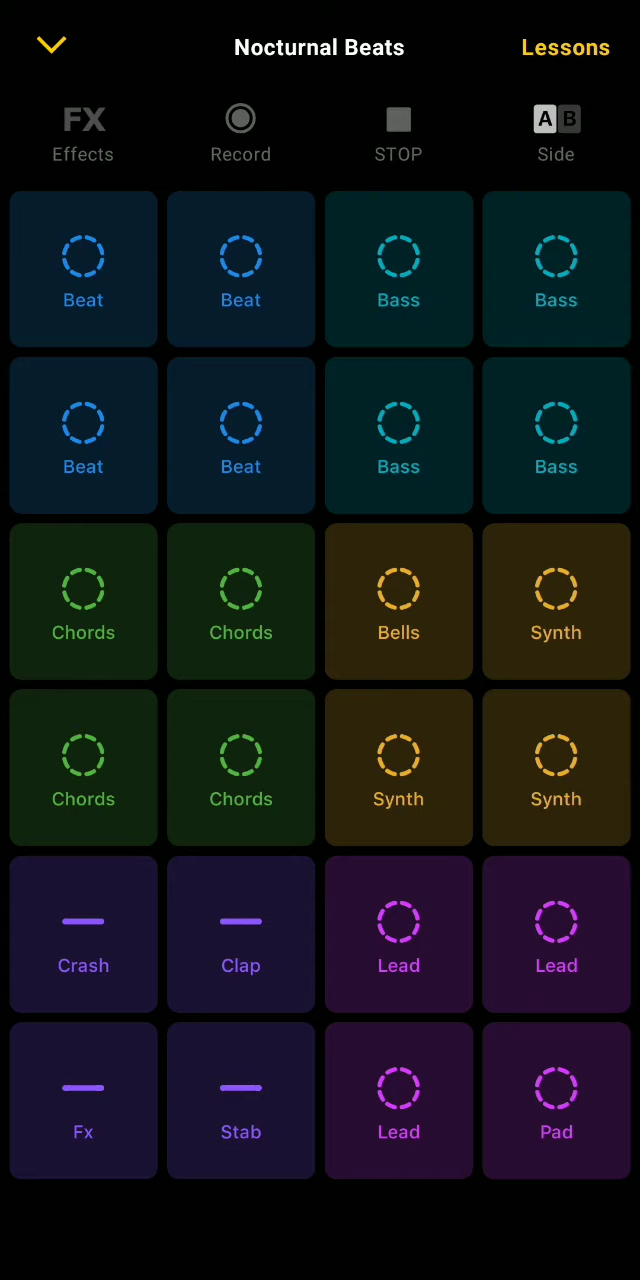 Nocturnal Beats Lessons
FX A B
Effects Record STOP Side
Beat Beat Bass Bass
Beat Beat Bass Bass
Chords Chords Bells Synth
Chords Chords Synth Synth
Crash Clap Lead Lead
Fx Stab Lead Pad